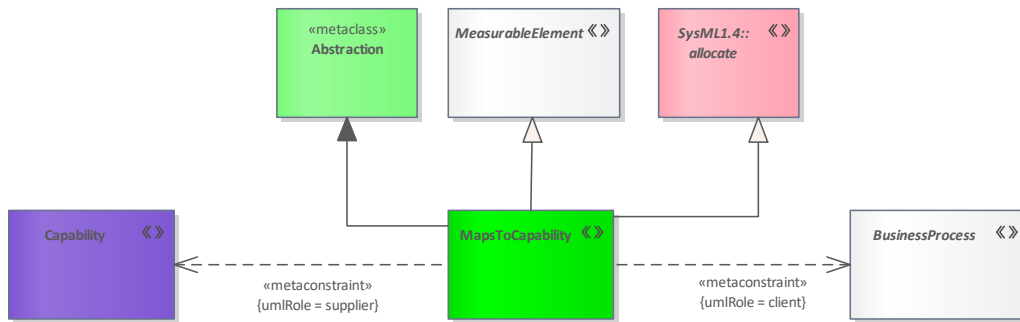 «metaclass»
Abstraction
MeasurableElement «»
SysML1.4:: «»
allocate
Capability «»
MapsToCapability «»
BusinessProcess «»
«metaconstraint»
{umlRole = supplier}
«metaconstraint»
{umlRole = client}